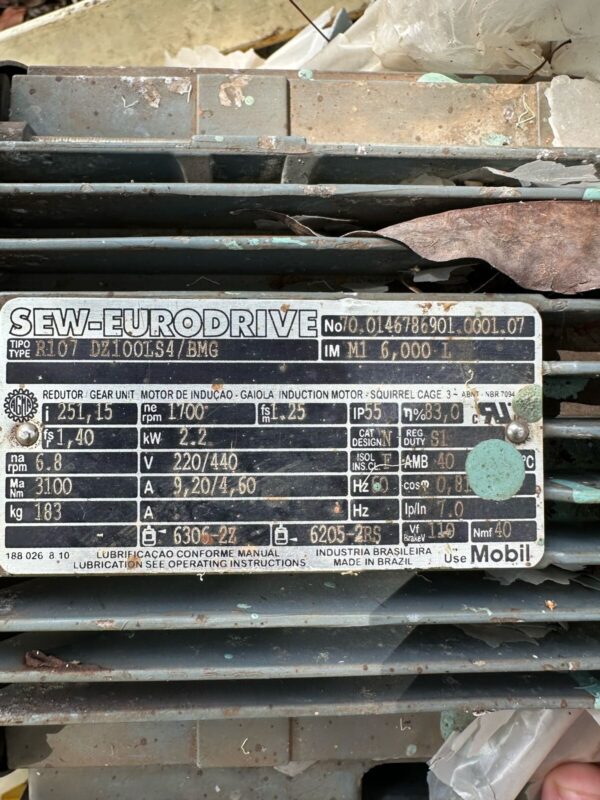 SEW-EURODRIVE No 70.0146786901.0001.07
TIPO TYPE R107 DZ100LS4/BMG IM M1 6,000 L
REDUTOR GEAR UNIT MOTOR DE INDUÇAO - GAIOLA INDUCTION MOTOR - SQUIRREL CAGE 3~ ABNT - NBR 7094
i 251,15 ne rpm 1700 fs m 1.25 IP55 η% 83,0
fs r 1,40 kW 2.2 CAT DESIGN N REG DUTY S1
na rpm 6.8 V 220/440 ISOL INS.CL F AMB 40 °C
Ma Nm 3100 A 9,20/4,60 Hz cosφ
kg 183 A Hz Ip/In 7.0
6306-2Z 6205-2RS Vf BrakeV 110 Nmf 40
188 026 8 10 LUBRIFICAÇAO CONFORME MANUAL INDUSTRIA BRASILEIRA Use Mobil
LUBRICATION SEE OPERATING INSTRUCTIONS MADE IN BRAZIL